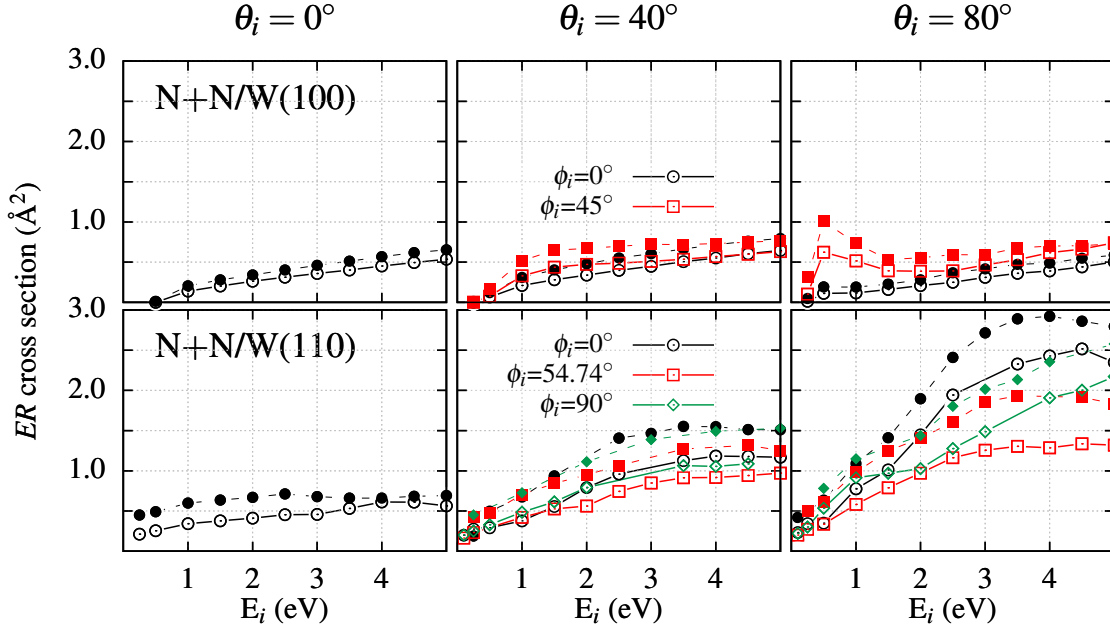 θi = 0° θi = 40° θi = 80°
3.0
N+N/W(100)
2.0
ϕi=0°
ϕi=45°
1.0
3.0
N+N/W(110)
ϕi=0°
ϕi=54.74°
ϕi=90°
2.0
1.0
ER cross section (Å²)
1 2 3 4 1 2 3 4 1 2 3 4
Ei (eV) Ei (eV) Ei (eV)